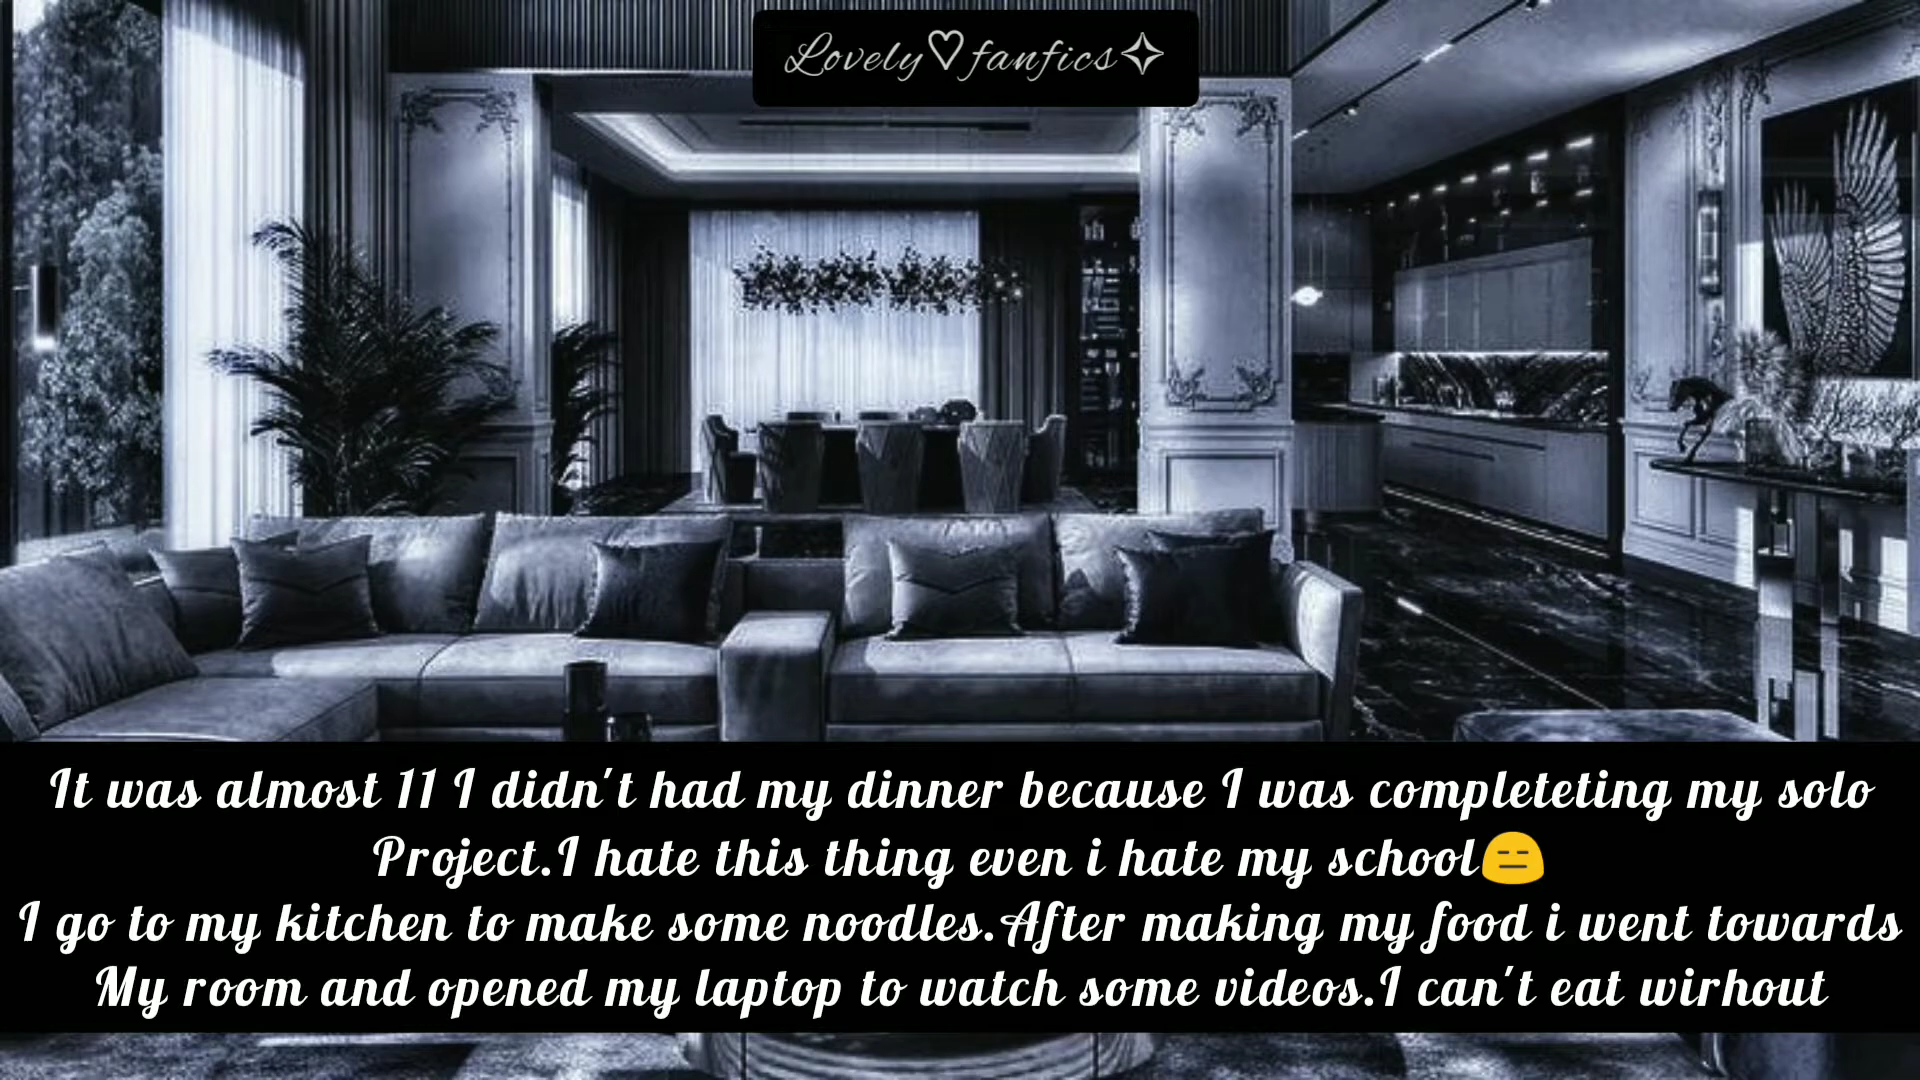 Lovely♡fanfics✧
It was almost 11 I didn't had my dinner because I was completeting my solo
Project.I hate this thing even i hate my school😑
I go to my kitchen to make some noodles.After making my food i went towards
My room and opened my laptop to watch some videos.I can't eat wirhout